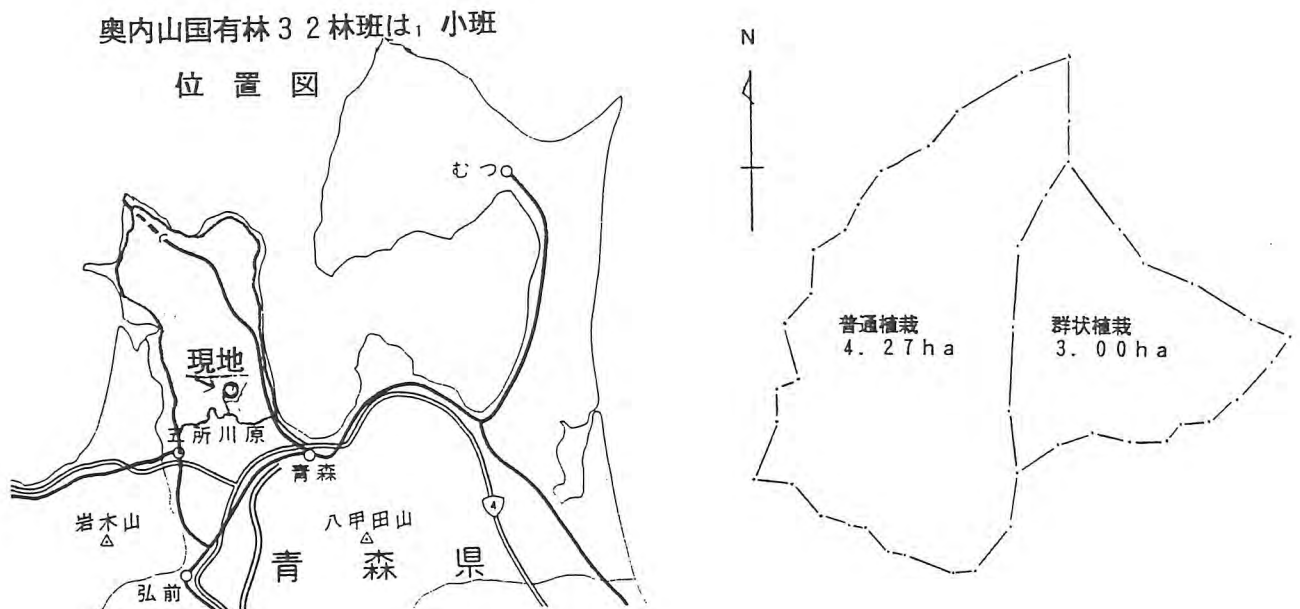 奥内山国有林32林班は₁ 小班
位置図
むつ
現地
五所川原
青森
岩木山
八甲田山
4
青森県
弘前
N
普通植栽
4.27ha
群状植栽
3.00ha